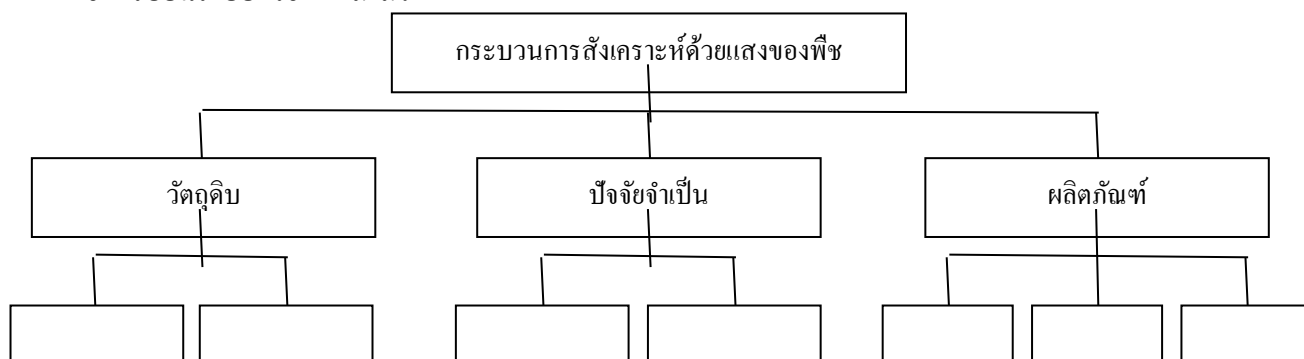 กระบวนการสังเคราะห์ด้วยแสงของพืช
วัตถุดิบ
ปัจจัยจำเป็น
ผลิตภัณฑ์